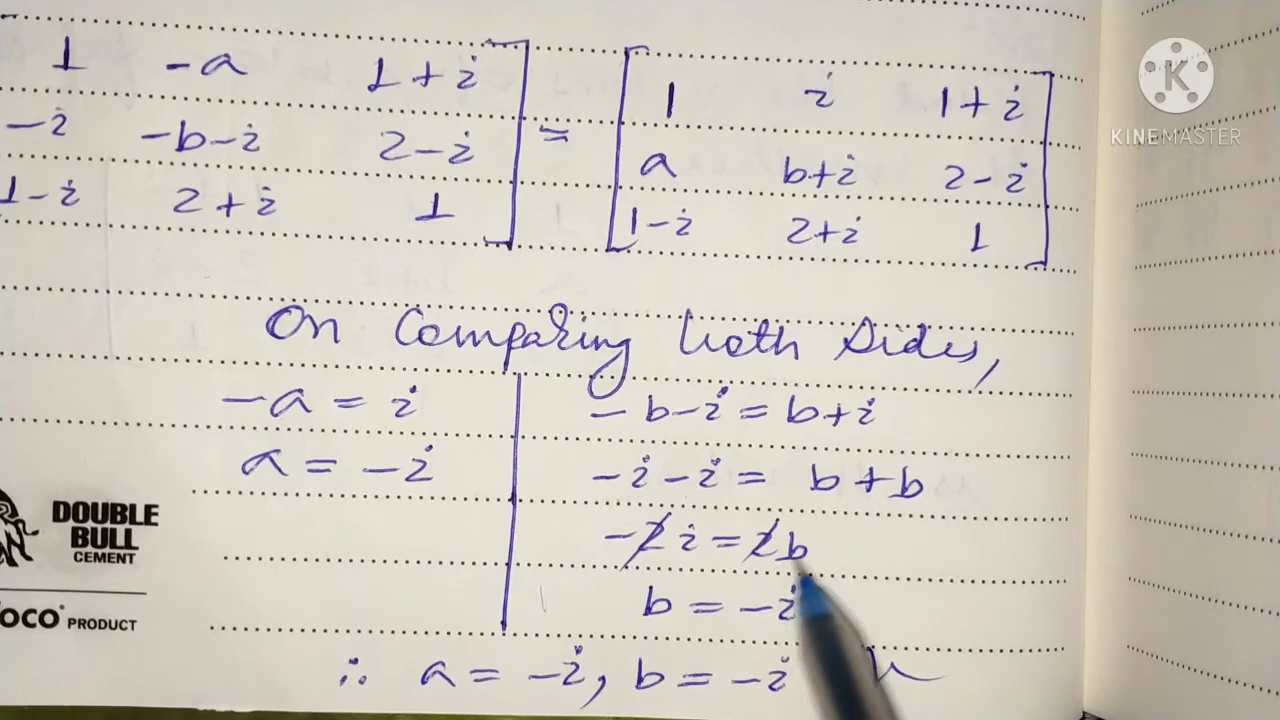 1 -a 1+i 1 i 1+i
-i -b-i 2-i = a b+i 2-i
1-i 2+i 1 1-i 2+i 1
KINEMASTER
On Comparing both sides,
-a = i
a = -i
-b-i = b+i
-i-i = b+b
-2i = 2b
b = -i
∴ a = -i, b = -i
DOUBLE
BULL
CEMENT
OCO® PRODUCT